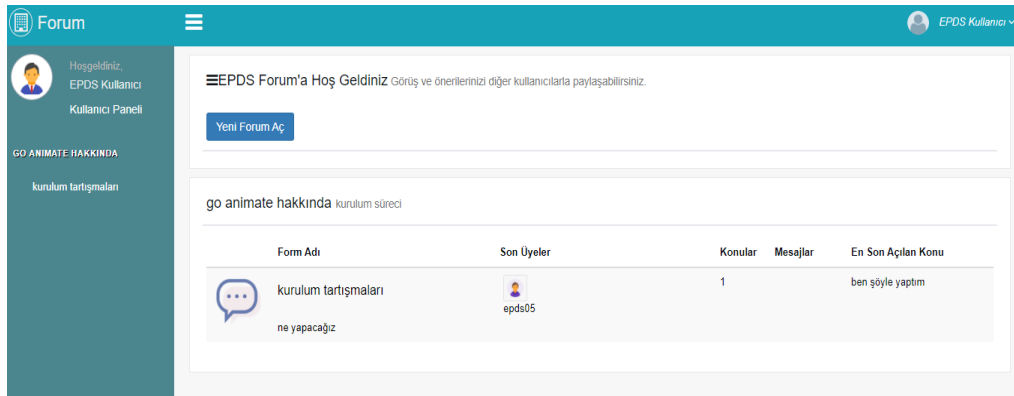 Forum
EPDS Kullanıcı
Hoşgeldiniz,
EPDS Kullanıcı
Kullanıcı Paneli
GO ANIMATE HAKKINDA
kurulum tartışmaları
EPDS Forum'a Hoş Geldiniz Görüş ve önerilerinizi diğer kullanıcılarla paylaşabilirsiniz.
Yeni Forum Aç
go animate hakkında kurulum süreci
Form Adı Son Üyeler Konular Mesajlar En Son Açılan Konu
kurulum tartışmaları 1 ben şöyle yaptım
epds05
ne yapacağız